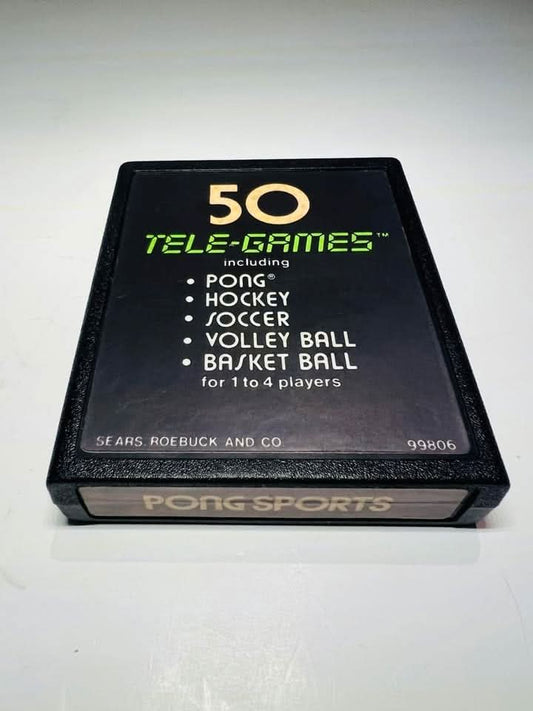 50
TELE-GAMES™
including
• PONG®
• HOCKEY
• SOCCER
• VOLLEY BALL
• BASKET BALL
for 1 to 4 players
SEARS ROEBUCK AND CO 99806
PONG SPORTS